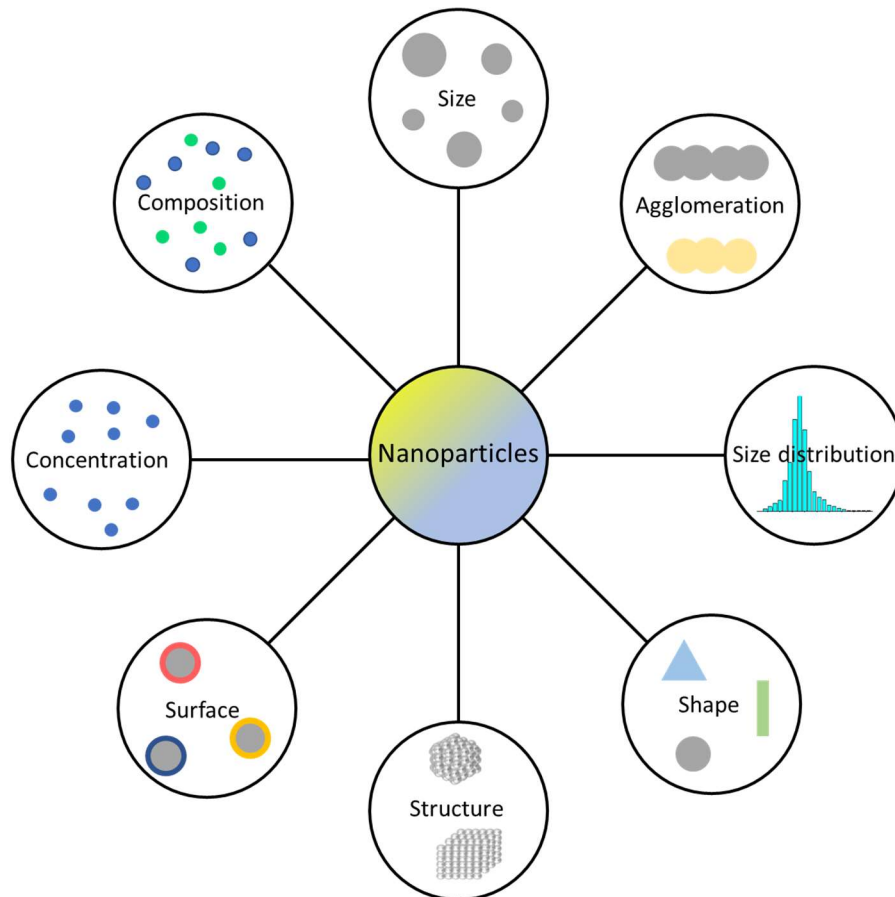 Size
Composition
Agglomeration
Concentration
Nanoparticles
Size distribution
Surface
Shape
Structure